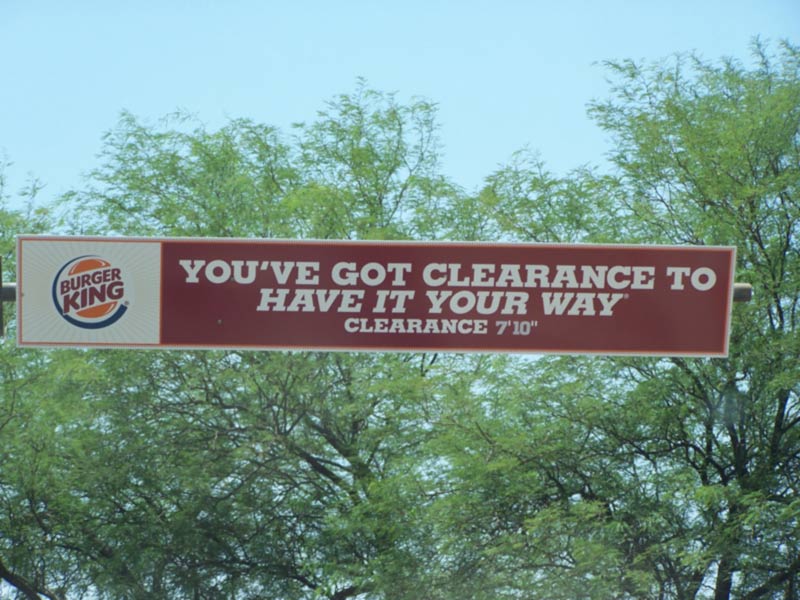 BURGER
KING®
YOU'VE GOT CLEARANCE TO
HAVE IT YOUR WAY®
CLEARANCE 7'10"